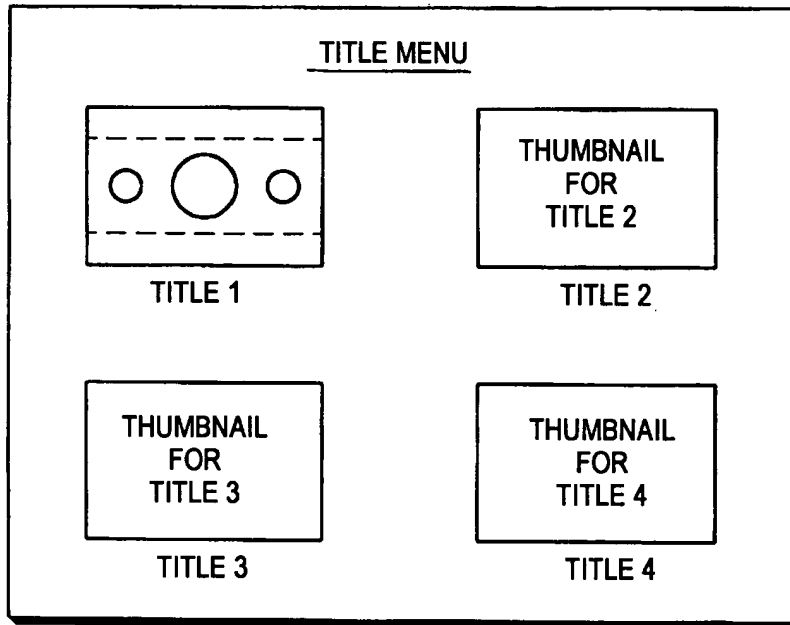 TITLE MENU
THUMBNAIL
FOR
TITLE 2
TITLE 1
TITLE 2
THUMBNAIL
FOR
TITLE 3
THUMBNAIL
FOR
TITLE 4
TITLE 3
TITLE 4